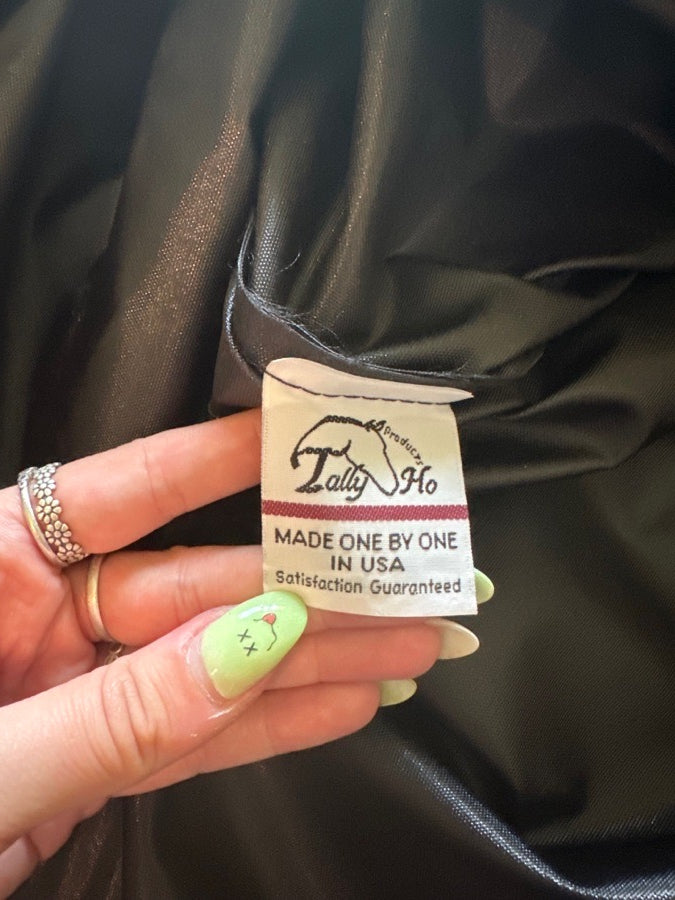 Products
Tally Ho
MADE ONE BY ONE
IN USA
Satisfaction Guaranteed